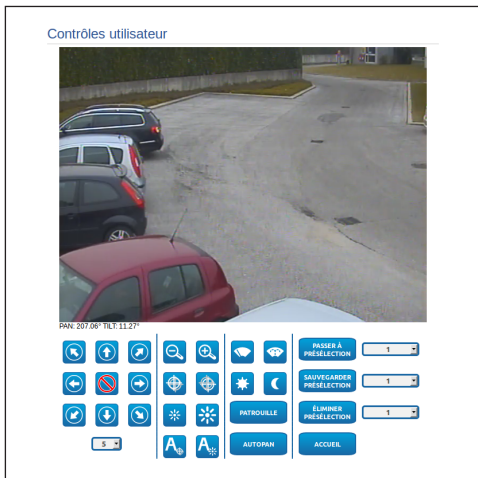 Contrôles utilisateur
PAN: 207.06° TILT: 11.27°
PASSER À
PRÉSÉLECTION
1
SAUVEGARDER
PRÉSÉLECTION
1
PATROUILLE
ÉLIMINER
PRÉSÉLECTION
1
5
A
A
AUTOPAN
ACCUEIL